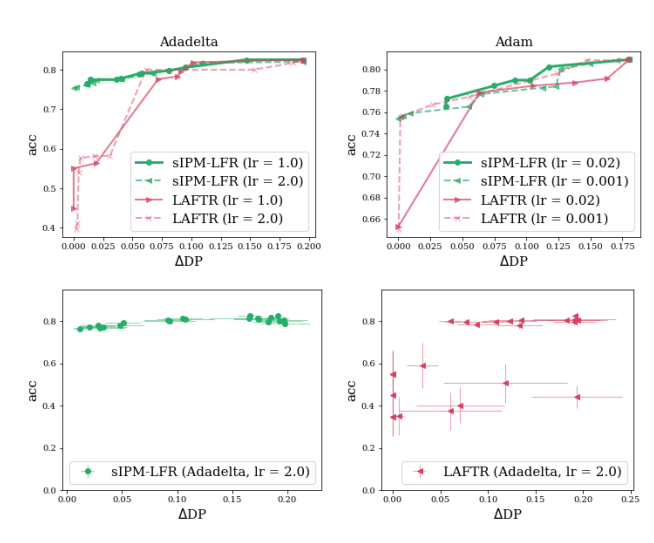 Adadelta
acc
0.8
0.7
0.6
0.5
0.4
sIPM-LFR (lr = 1.0)
sIPM-LFR (lr = 2.0)
LAFTR (lr = 1.0)
LAFTR (lr = 2.0)
0.000 0.025 0.050 0.075 0.100 0.125 0.150 0.175 0.200
ΔDP
Adam
acc
0.80
0.78
0.76
0.74
0.72
0.70
0.68
0.66
sIPM-LFR (lr = 0.02)
sIPM-LFR (lr = 0.001)
LAFTR (lr = 0.02)
LAFTR (lr = 0.001)
0.000 0.025 0.050 0.075 0.100 0.125 0.150 0.175
ΔDP
acc
0.8
0.6
0.4
0.2
0.0
sIPM-LFR (Adadelta, lr = 2.0)
0.00 0.05 0.10 0.15 0.20
ΔDP
acc
0.8
0.6
0.4
0.2
0.0
LAFTR (Adadelta, lr = 2.0)
0.00 0.05 0.10 0.15 0.20 0.25
ΔDP